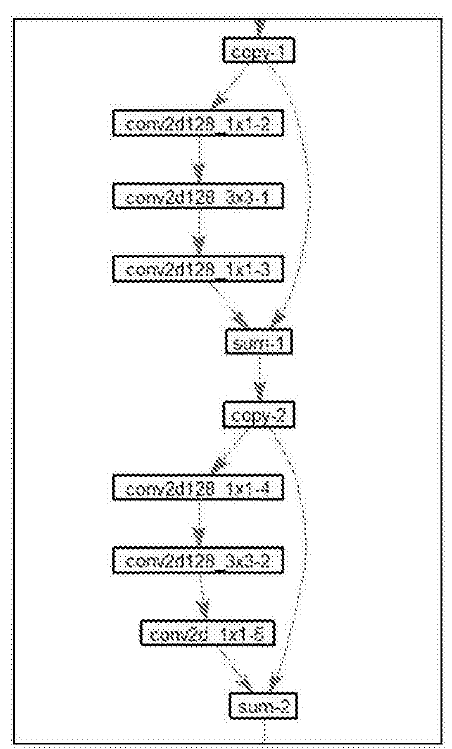 copy-1
conv2d128_1x1-2
conv2d128_3x3-1
conv2d128_1x1-3
sum-1
copy-2
conv2d128_1x1-4
conv2d128_3x3-2
conv2d_1x1-5
sum-2